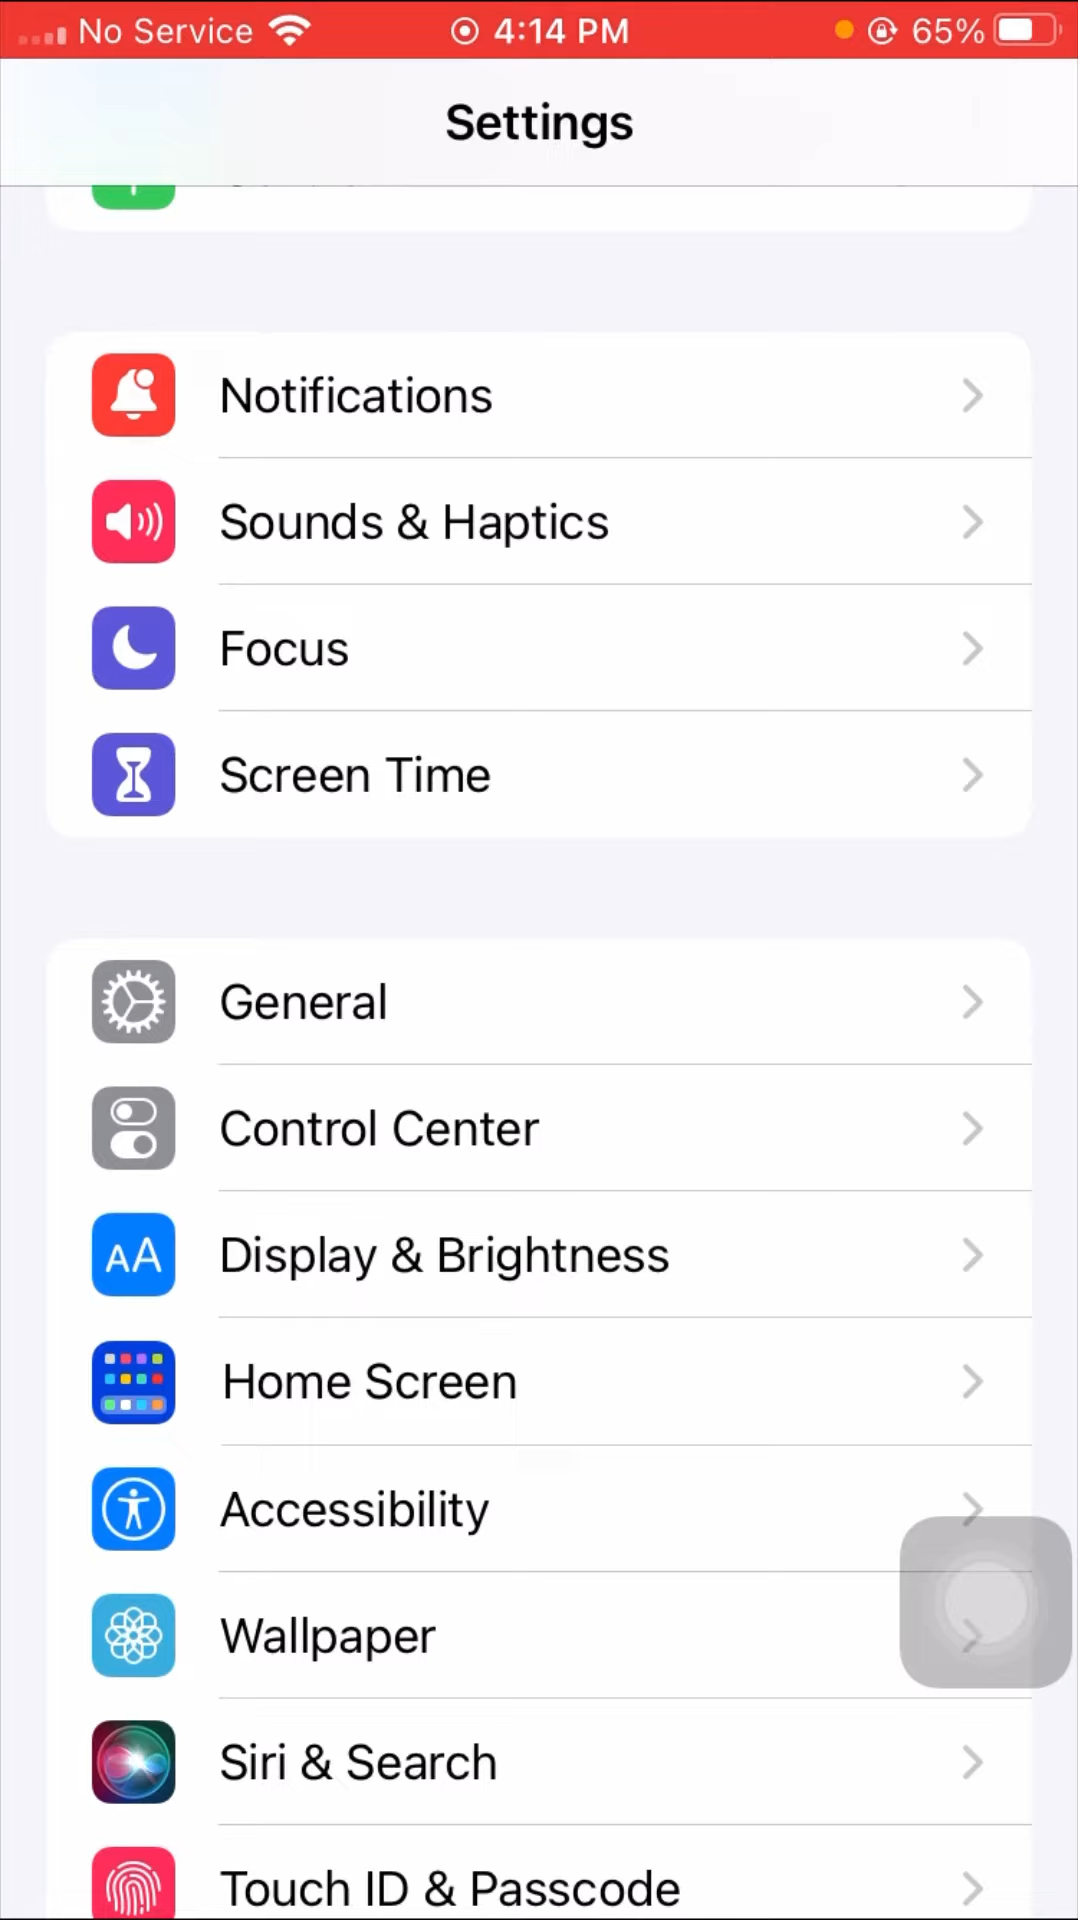 No Service 4:14 PM 65%
Settings
Notifications
Sounds & Haptics
Focus
Screen Time
General
Control Center
AA Display & Brightness
Home Screen
Accessibility
Wallpaper
Siri & Search
Touch ID & Passcode